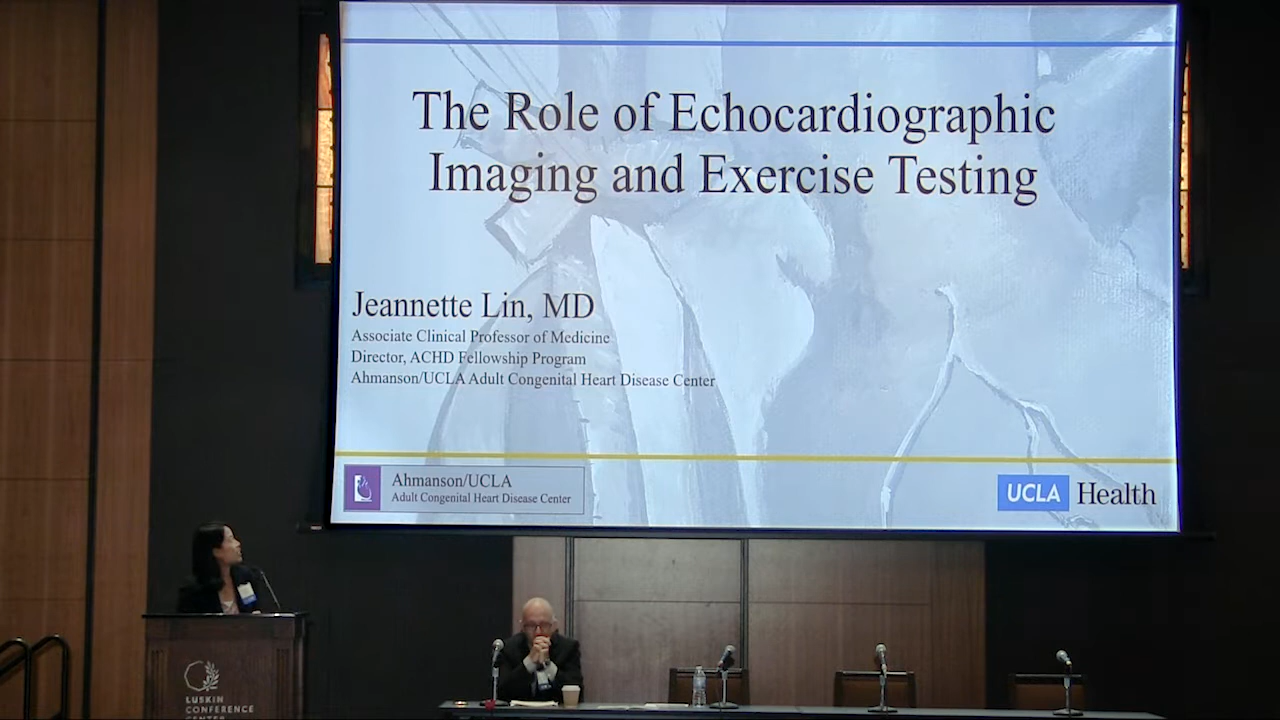 The Role of Echocardiographic
Imaging and Exercise Testing
Jeannette Lin, MD
Associate Clinical Professor of Medicine
Director, ACHD Fellowship Program
Ahmanson/UCLA Adult Congenital Heart Disease Center
Ahmanson/UCLA
Adult Congenital Heart Disease Center
UCLA Health
LUSKIN
CONFERENCE
CENTER